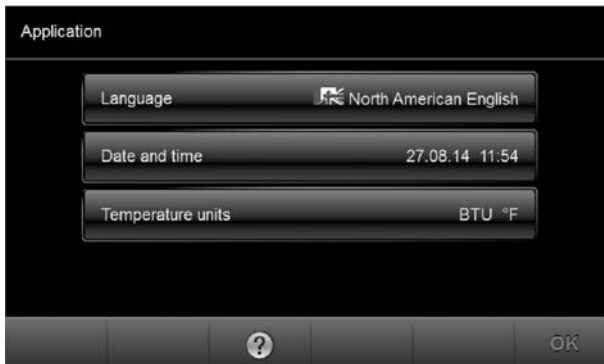 Application
Language North American English
Date and time 27.08.14 11:54
Temperature units BTU °F
? OK